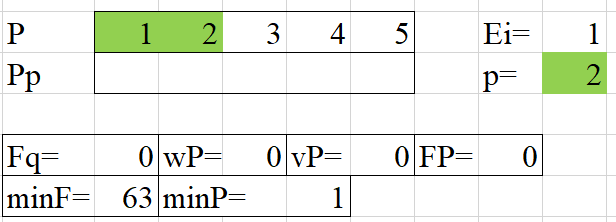 P 1 2 3 4 5 Ei= 1
Pp p= 2
Fq= 0 wP= 0 vP= 0 FP= 0
minF= 63 minP= 1